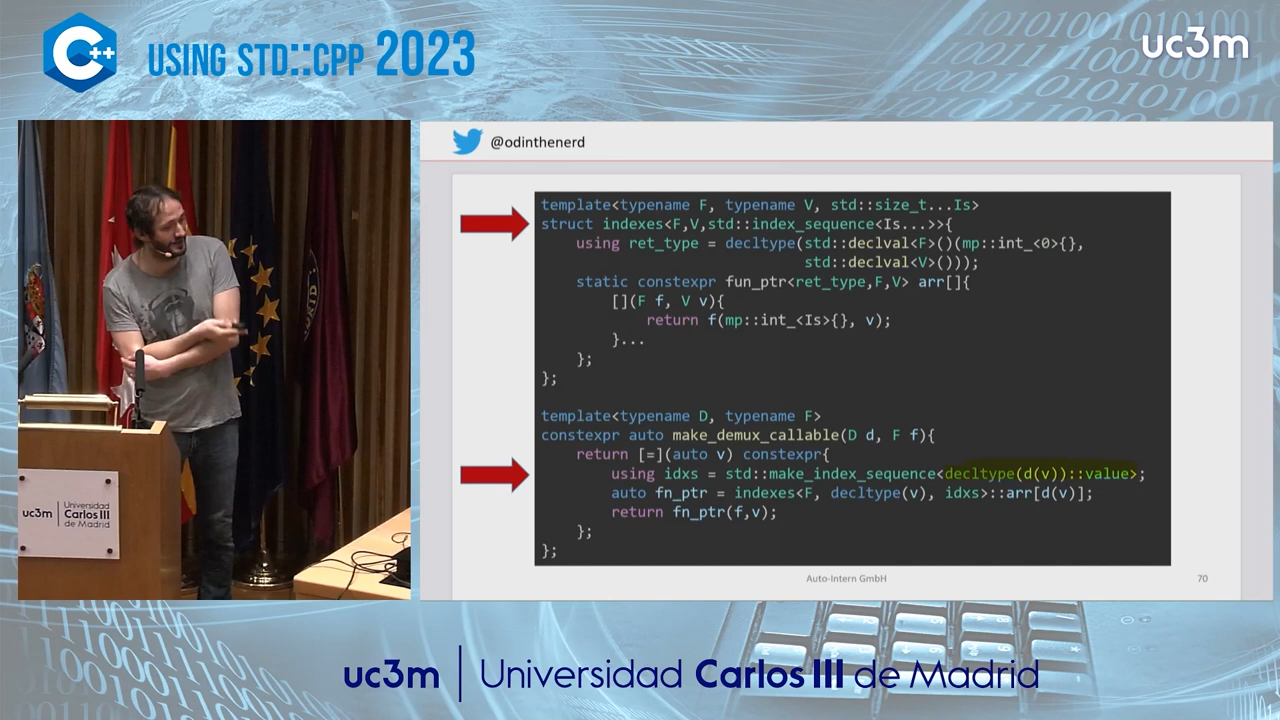 C++
USING STD::CPP 2023
uc3m
@odinthenerd
template<typename F, typename V, std::size_t...Is>
struct indexes<F,V,std::index_sequence<Is...>>{
    using ret_type = decltype(std::declval<F>()(mp::int_<0>{},
                              std::declval<V>()));
    static constexpr fun_ptr<ret_type,F,V> arr[]{
        [](F f, V v){
            return f(mp::int_<Is>{}, v);
        }...
    };
};
template<typename D, typename F>
constexpr auto make_demux_callable(D d, F f){
    return [=](auto v) constexpr{
        using idxs = std::make_index_sequence<decltype(d(v))::value>;
        auto fn_ptr = indexes<F, decltype(v), idxs>::arr[d(v)];
        return fn_ptr(f,v);
    };
};
Auto-Intern GmbH
70
uc3m
Universidad
Carlos III
de Madrid
uc3m | Universidad Carlos III de Madrid